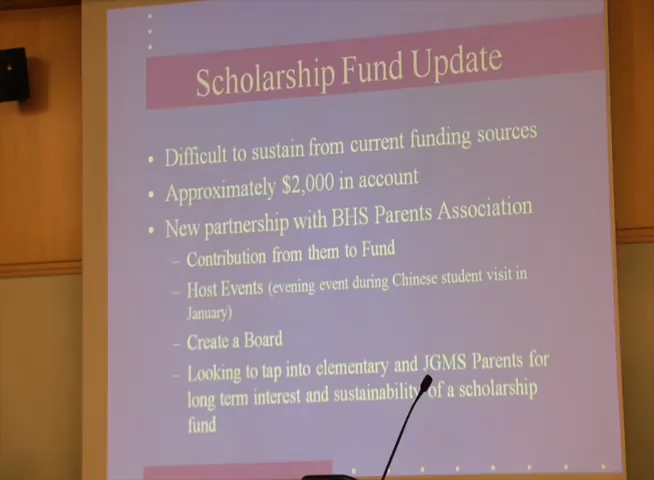 Scholarship Fund Update
• Difficult to sustain from current funding sources
• Approximately $2,000 in account
• New partnership with BHS Parents Association
– Contribution from them to Fund
– Host Events (evening event during Chinese student visit in
January)
– Create a Board
– Looking to tap into elementary and JGMS Parents for
long term interest and sustainability of a scholarship
fund